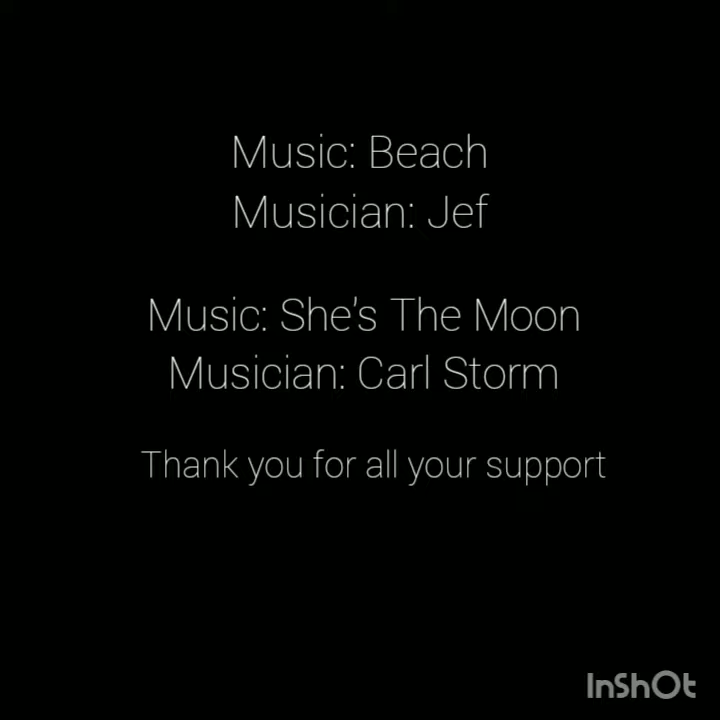 Music: Beach
Musician: Jef
Music: She's The Moon
Musician: Carl Storm
Thank you for all your support
InShOt